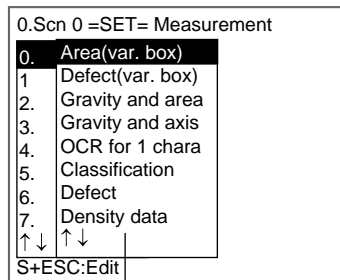 0.Scn 0 =SET= Measurement
0. Area(var. box)
1 Defect(var. box)
2. Gravity and area
3. Gravity and axis
4. OCR for 1 chara
5. Classification
6. Defect
7. Density data
↑↓ ↑↓
S+ESC:Edit